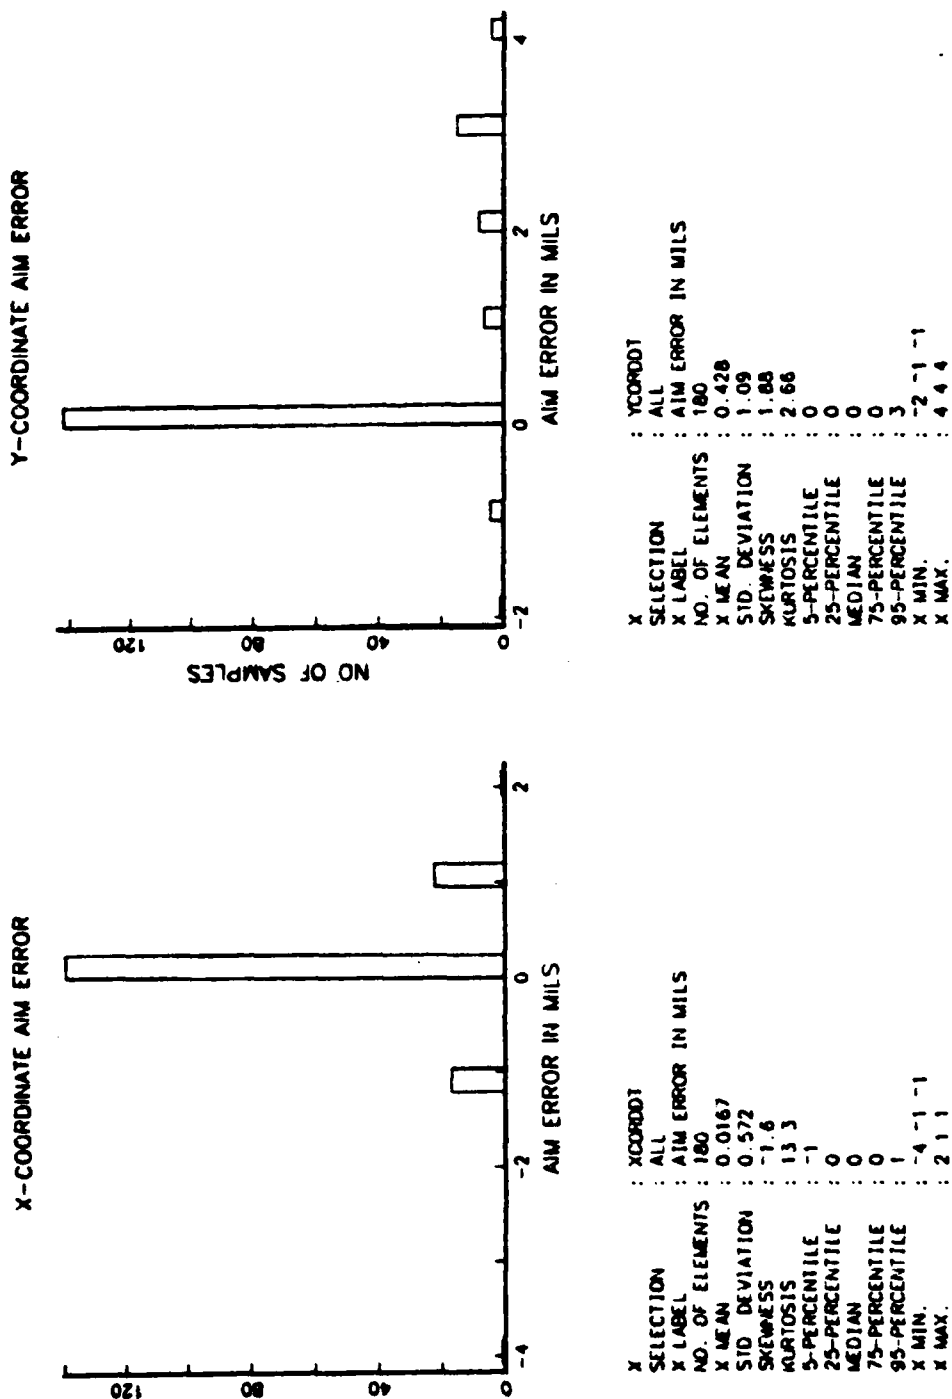 X-COORDINATE AIM ERROR
120
80
40
-4
-2
0
2
AIM ERROR IN MILS
X : XCORDDT
SELECTION : ALL
X LABEL : AIM ERROR IN MILS
NO. OF ELEMENTS : 180
X MEAN : 0.0167
STD DEVIATION : 0.572
SKEWNESS : -1.6
KURTOSIS : 13 3
5-PERCENTILE : -1
25-PERCENTILE : 0
MEDIAN : 0
75-PERCENTILE : 0
95-PERCENTILE : 1
X MIN. : -4 -1 -1
X MAX. : 2 1 1
Y-COORDINATE AIM ERROR
NO OF SAMPLES
120
80
40
-2
0
2
4
AIM ERROR IN MILS
X : YCORDDT
SELECTION : ALL
X LABEL : AIM ERROR IN MILS
NO. OF ELEMENTS : 180
X MEAN : 0.428
STD. DEVIATION : 1.09
SKEWNESS : 1.88
KURTOSIS : 2.66
5-PERCENTILE : 0
25-PERCENTILE : 0
MEDIAN : 0
75-PERCENTILE : 0
95-PERCENTILE : 3
X MIN. : -2 -1 -1
X MAX. : 4 4 4